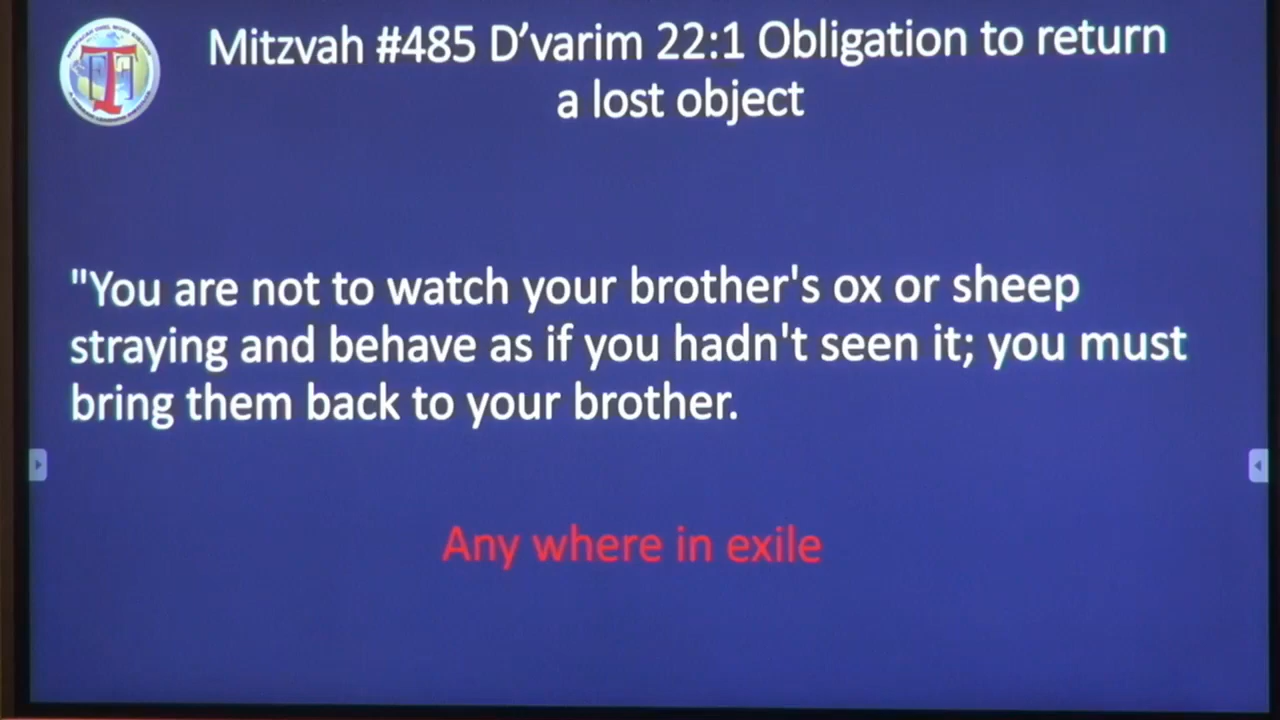 Mitzvah #485 D’varim 22:1 Obligation to return
a lost object
"You are not to watch your brother's ox or sheep
straying and behave as if you hadn't seen it; you must
bring them back to your brother.
Any where in exile